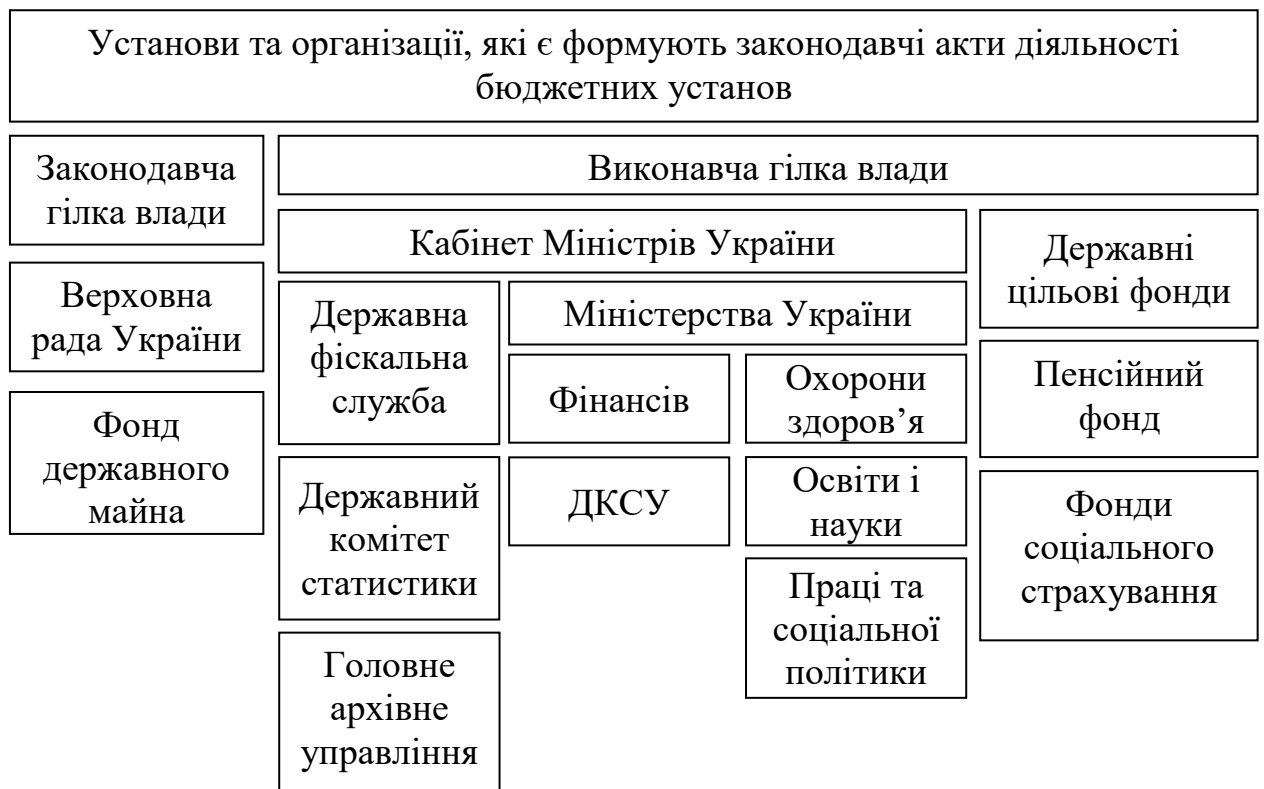 Установи та організації, які є формують законодавчі акти діяльності
бюджетних установ
Законодавча
гілка влади
Виконавча гілка влади
Верховна
рада України
Фонд
державного
майна
Кабінет Міністрів України
Державна
фіскальна
служба
Державний
комітет
статистики
Головне
архівне
управління
Міністерства України
Фінансів
ДКСУ
Охорони
здоров’я
Освіти і
науки
Праці та
соціальної
політики
Державні
цільові фонди
Пенсійний
фонд
Фонди
соціального
страхування